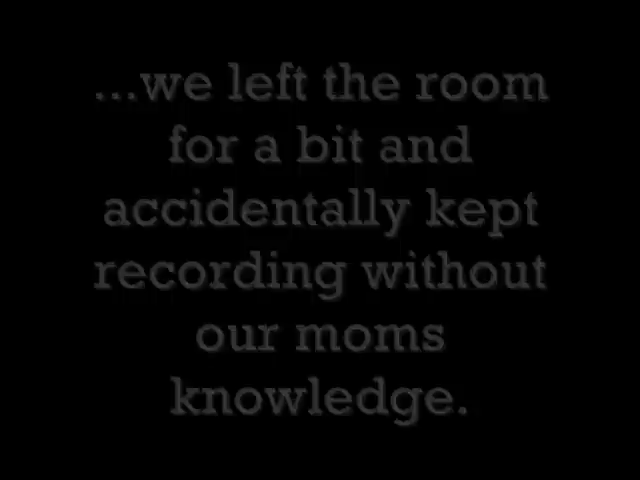 ...we left the room
for a bit and
accidentally kept
recording without
our moms
knowledge.